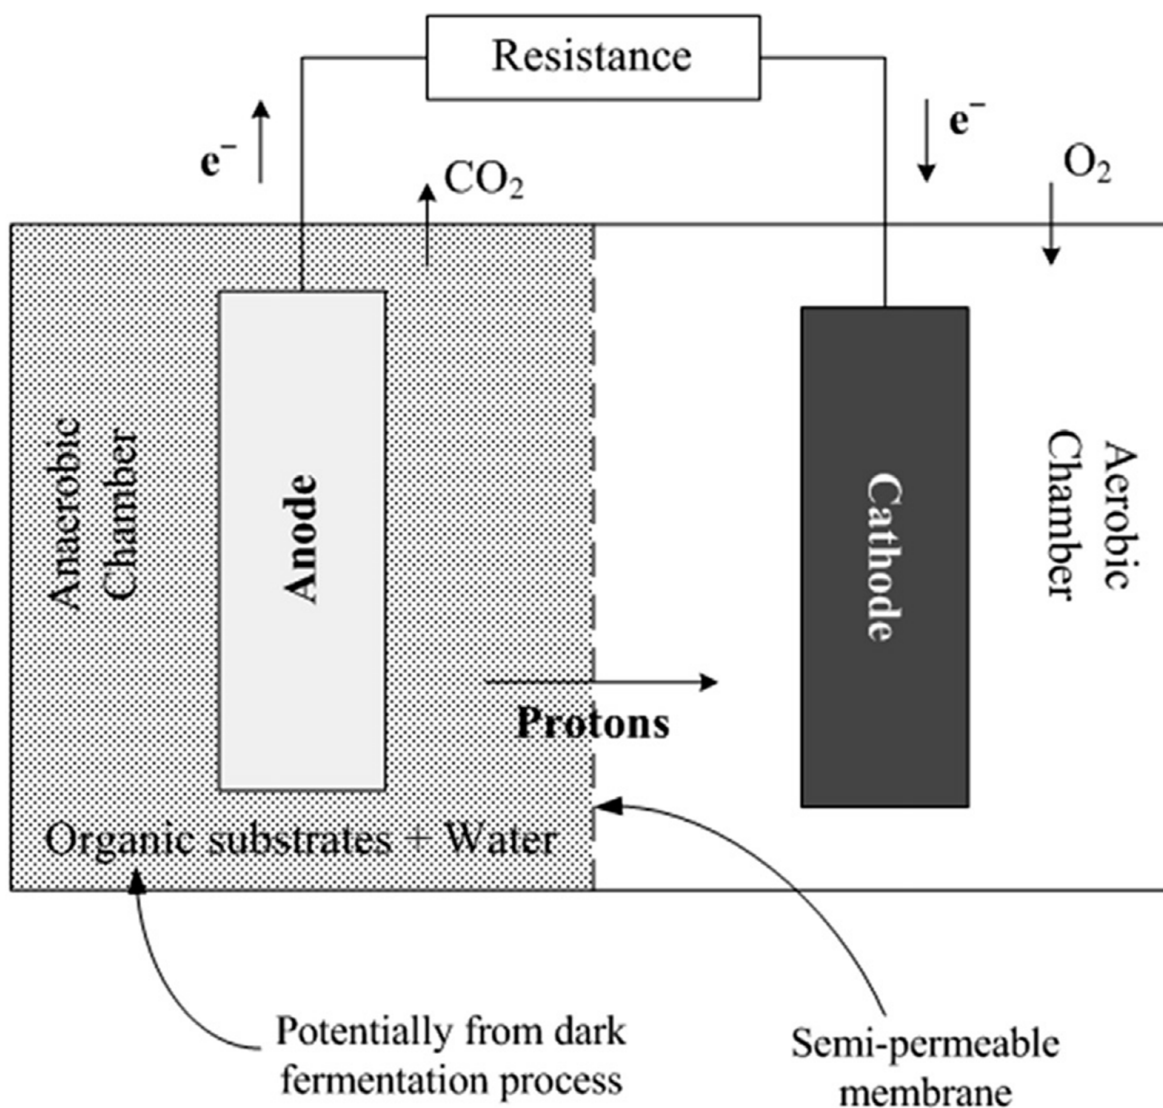 Resistance
e⁻
e⁻
CO₂
O₂
Anaerobic
Chamber
Anode
Cathode
Aerobic
Chamber
Protons
Organic substrates + Water
Potentially from dark
fermentation process
Semi-permeable
membrane